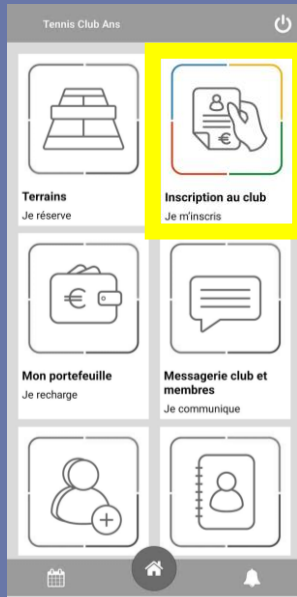 Tennis Club Ans
Terrains
Je réserve
Inscription au club
Je m'inscris
Mon portefeuille
Je recharge
Messagerie club et
membres
Je communique